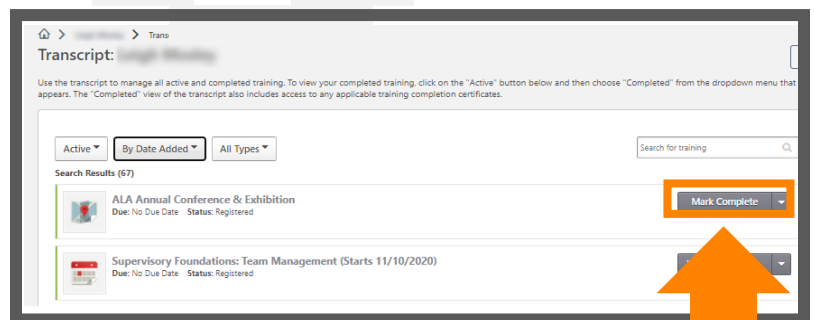 > Trans
Transcript:
Use the transcript to manage all active and completed training. To view your completed training, click on the "Active" button below and then choose "Completed" from the dropdown menu that
appears. The "Completed" view of the transcript also includes access to any applicable training completion certificates.
Active By Date Added All Types Search for training
Search Results (67)
ALA Annual Conference & Exhibition
Due: No Due Date Status: Registered
Mark Complete
Supervisory Foundations: Team Management (Starts 11/10/2020)
Due: No Due Date Status: Registered